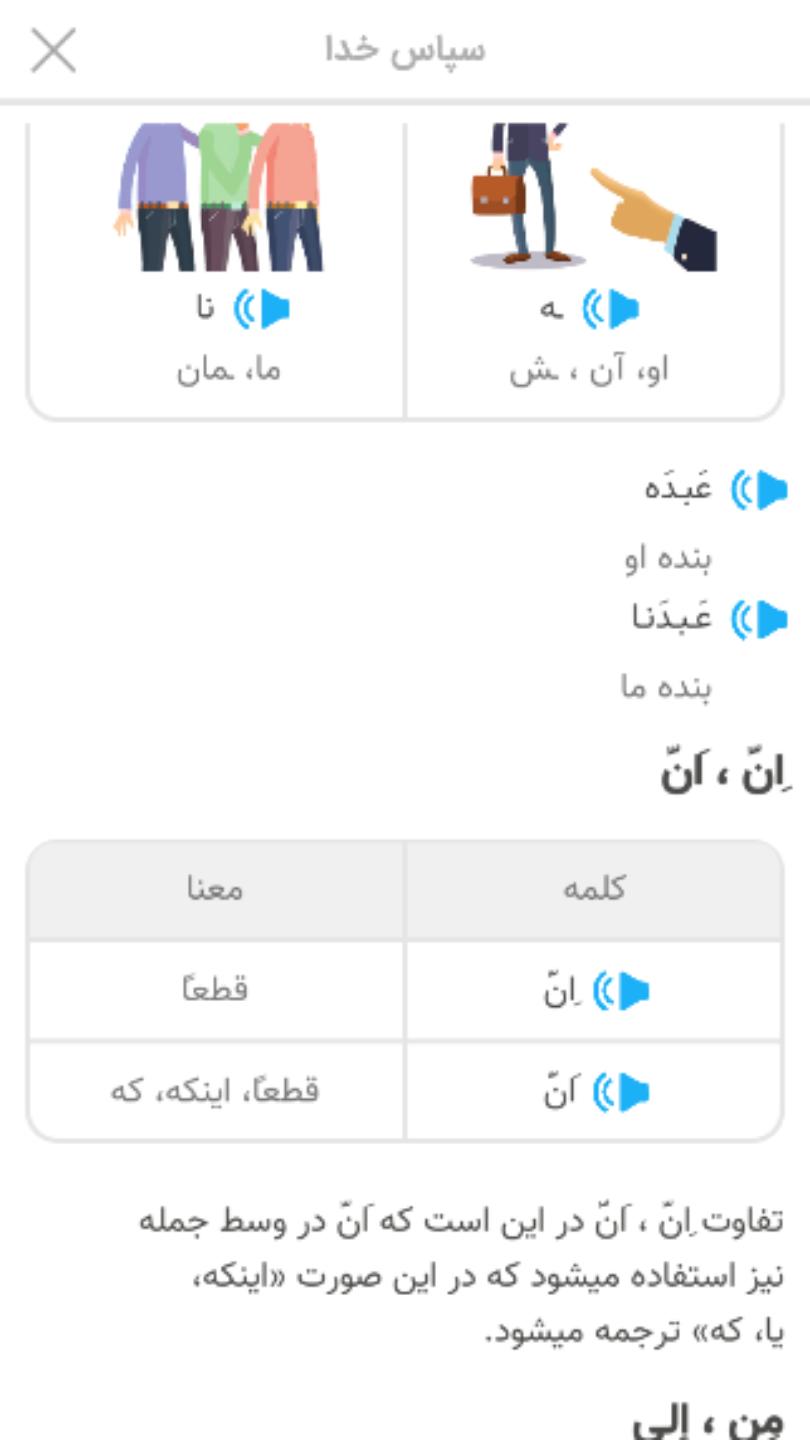 سپاس خدا
ـه
نا
او، آن ، ـش
ما، ـمان
عَبدَه
بنده او
عَبدَنا
بنده ما
اِنّ ، اَنّ
کلمه
معنا
اِنّ
قطعاً
اَنّ
قطعاً، اینکه، که
تفاوت اِنّ ، اَنّ در این است که اَنّ در وسط جمله
نیز استفاده میشود که در این صورت «اینکه،
یا، که» ترجمه میشود.
مِن ، اِلی